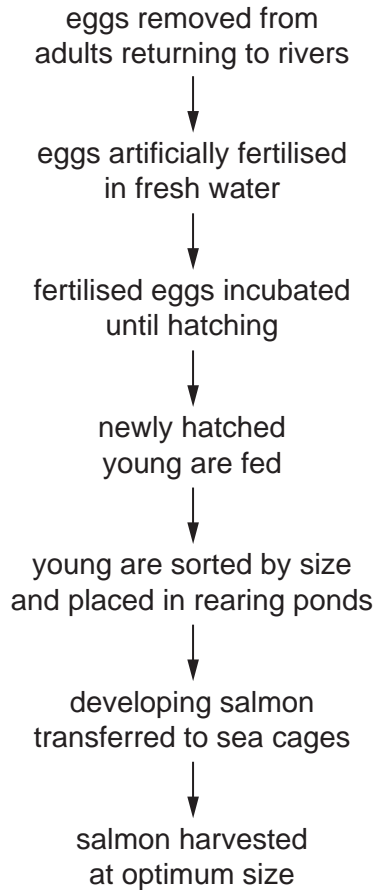 eggs removed from
adults returning to rivers
eggs artificially fertilised
in fresh water
fertilised eggs incubated
until hatching
newly hatched
young are fed
young are sorted by size
and placed in rearing ponds
developing salmon
transferred to sea cages
salmon harvested
at optimum size